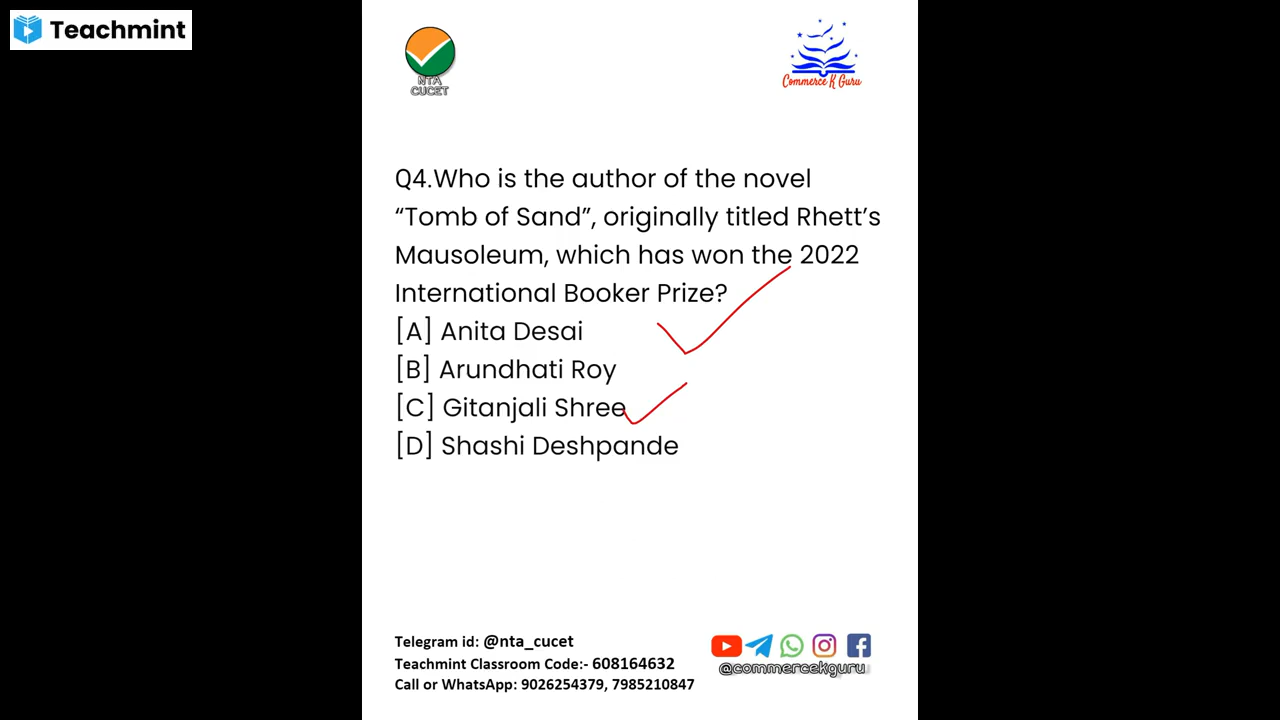 Teachmint
NTA
CUCET
Commerce K Guru
Q4.Who is the author of the novel
“Tomb of Sand”, originally titled Rhett’s
Mausoleum, which has won the 2022
International Booker Prize?
[A] Anita Desai
[B] Arundhati Roy
[C] Gitanjali Shree
[D] Shashi Deshpande
Telegram id: @nta_cucet
Teachmint Classroom Code:- 608164632
Call or WhatsApp: 9026254379, 7985210847
@commercekguru